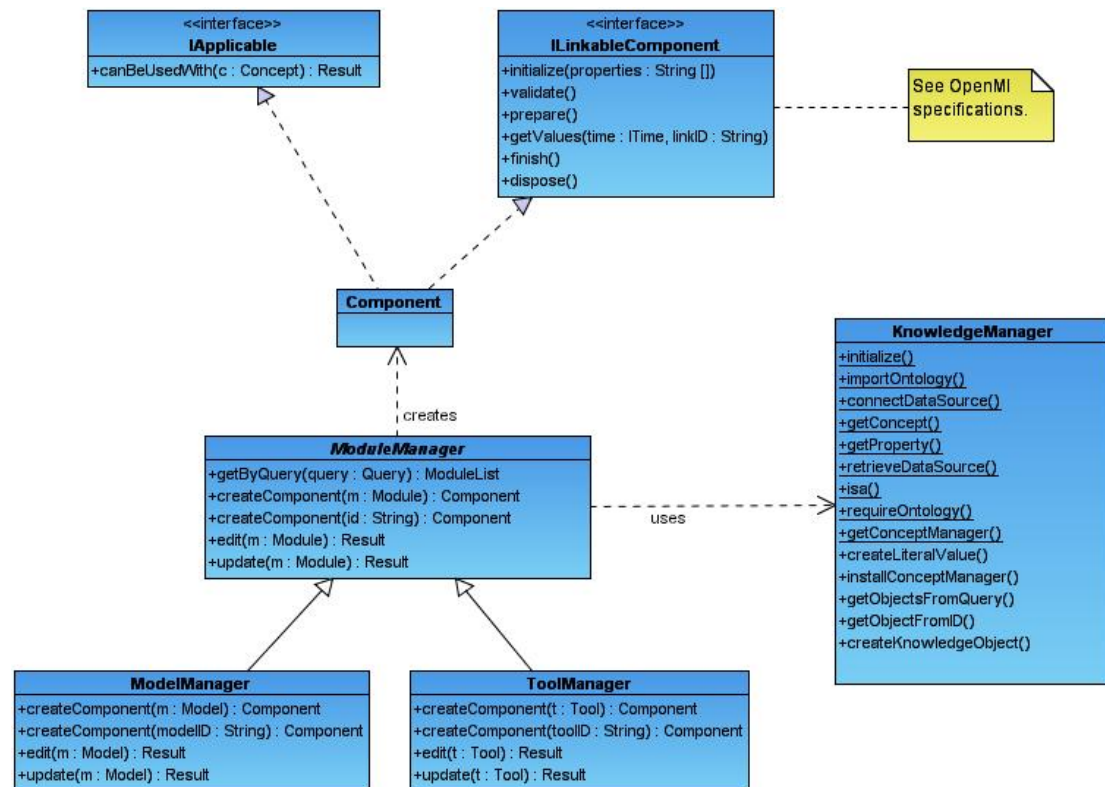 <<interface>>
IApplicable
+canBeUsedWith(c : Concept) : Result
<<interface>>
ILinkableComponent
+initialize(properties : String [])
+validate()
+prepare()
+getValues(time : ITime, linkID : String)
+finish()
+dispose()
See OpenMI
specifications.
Component
creates
ModuleManager
+getByQuery(query : Query) : ModuleList
+createComponent(m : Module) : Component
+createComponent(id : String) : Component
+edit(m : Module) : Result
+update(m : Module) : Result
uses
KnowledgeManager
+initialize()
+importOntology()
+connectDataSource()
+getConcept()
+getProperty()
+retrieveDataSource()
+isa()
+requireOntology()
+getConceptManager()
+createLiteralValue()
+installConceptManager()
+getObjectsFromQuery()
+getObjectFromID()
+createKnowledgeObject()
ModelManager
+createComponent(m : Model) : Component
+createComponent(modelID : String) : Component
+edit(m : Model) : Result
+update(m : Model) : Result
ToolManager
+createComponent(t : Tool) : Component
+createComponent(toolID : String) : Component
+edit(t : Tool) : Result
+update(t : Tool) : Result